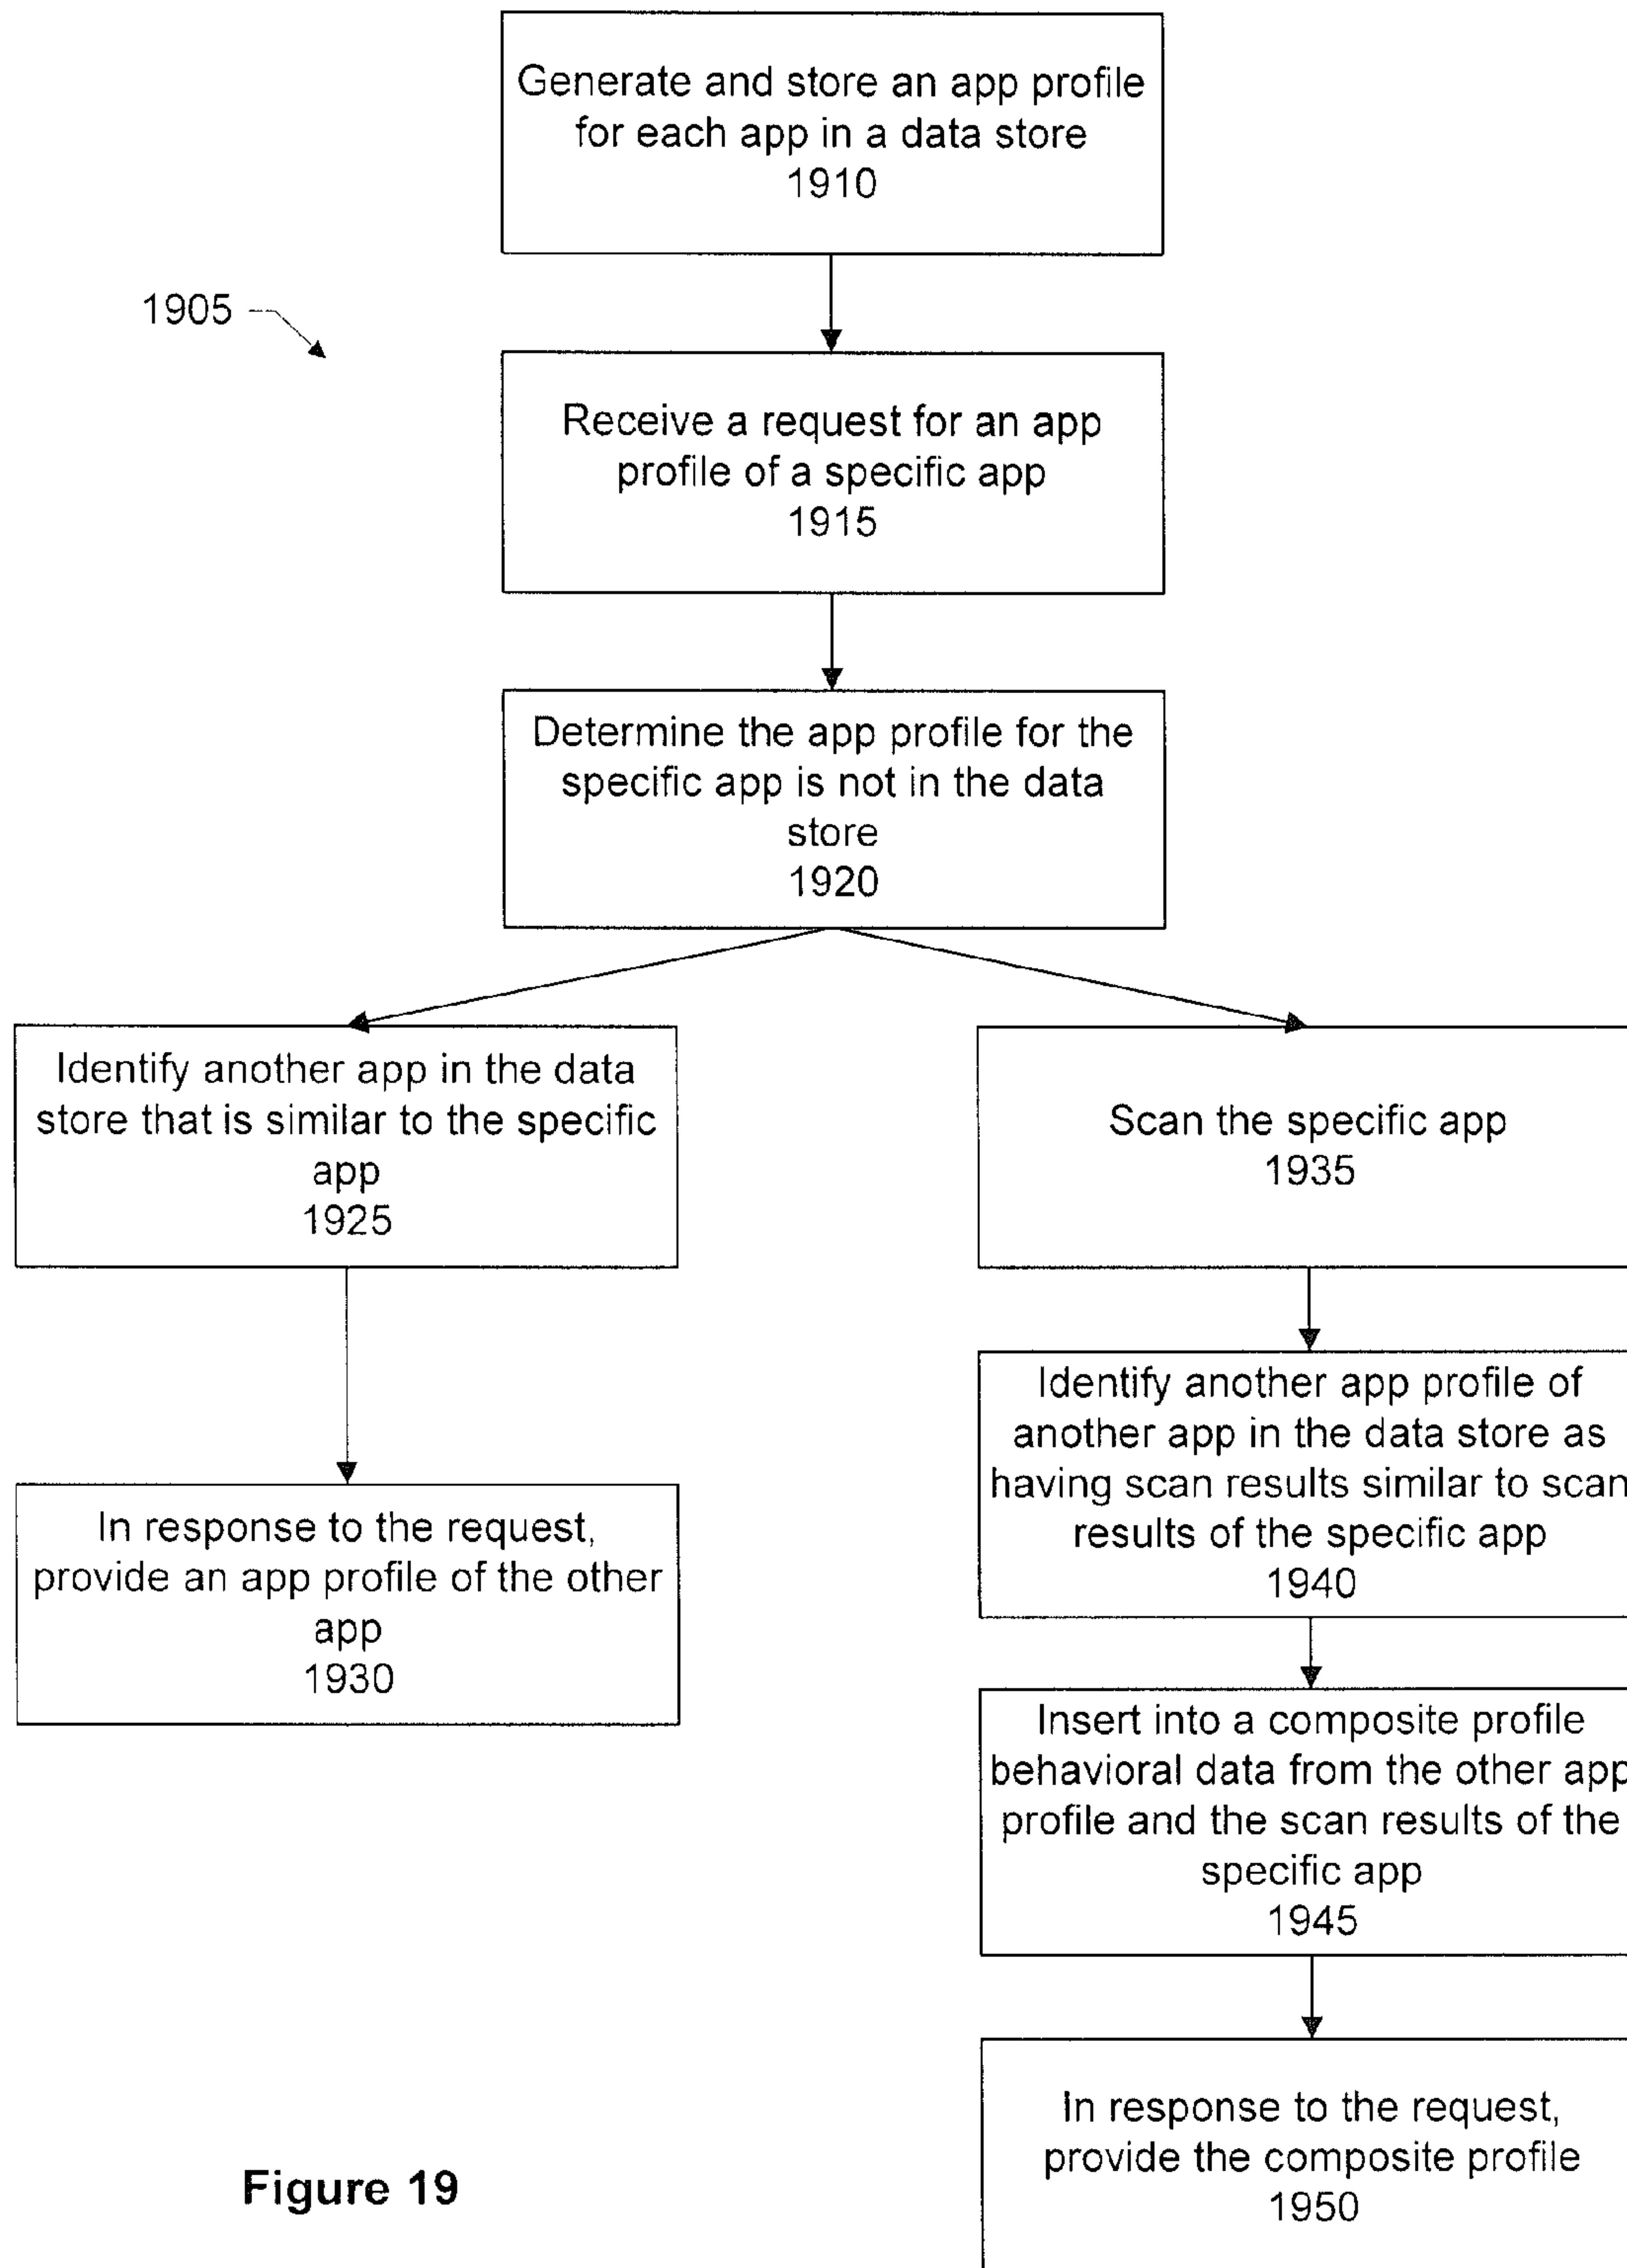 Generate and store an app profile
for each app in a data store
1910
1905
Receive a request for an app
profile of a specific app
1915
Determine the app profile for the
specific app is not in the data
store
1920
Identify another app in the data
store that is similar to the specific
app
1925
In response to the request,
provide an app profile of the other
app
1930
Scan the specific app
1935
Identify another app profile of
another app in the data store as
having scan results similar to scan
results of the specific app
1940
Insert into a composite profile
behavioral data from the other app
profile and the scan results of the
specific app
1945
In response to the request,
provide the composite profile
1950
Figure 19